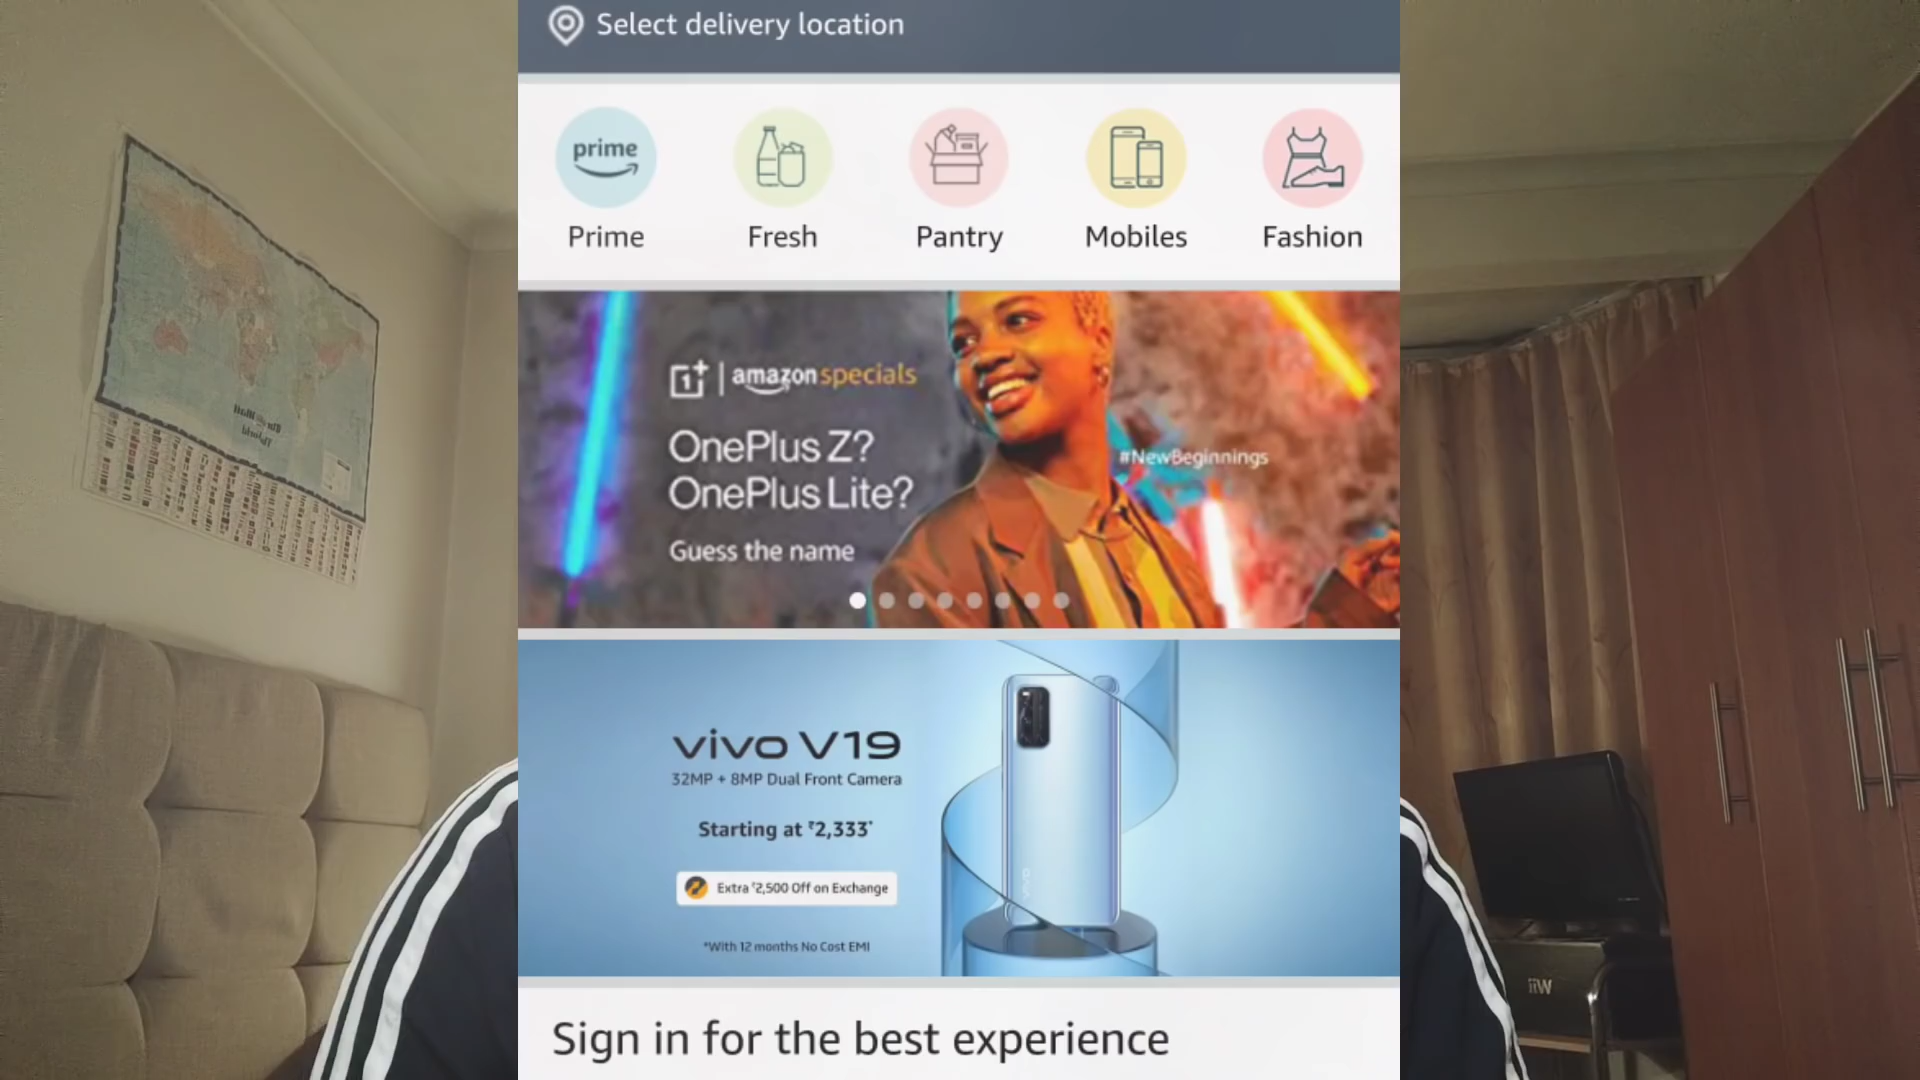 Select delivery location
prime
Prime
Fresh
Pantry
Mobiles
Fashion
1+ | amazon specials
OnePlus Z?
OnePlus Lite?
#NewBeginnings
Guess the name
vivo V19
32MP + 8MP Dual Front Camera
Starting at ₹2,333*
Extra ₹2,500 Off on Exchange
*With 12 months No Cost EMI
vivo
Sign in for the best experience